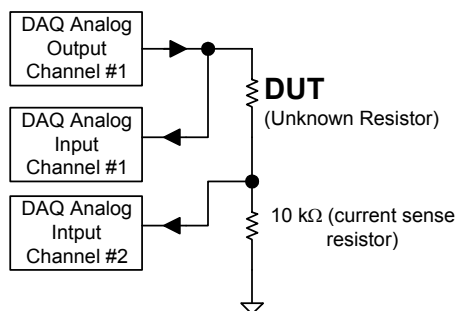 DAQ Analog
Output
Channel #1
DAQ Analog
Input
Channel #1
DAQ Analog
Intput
Channel #2
DUT
(Unknown Resistor)
10 kΩ (current sense
resistor)